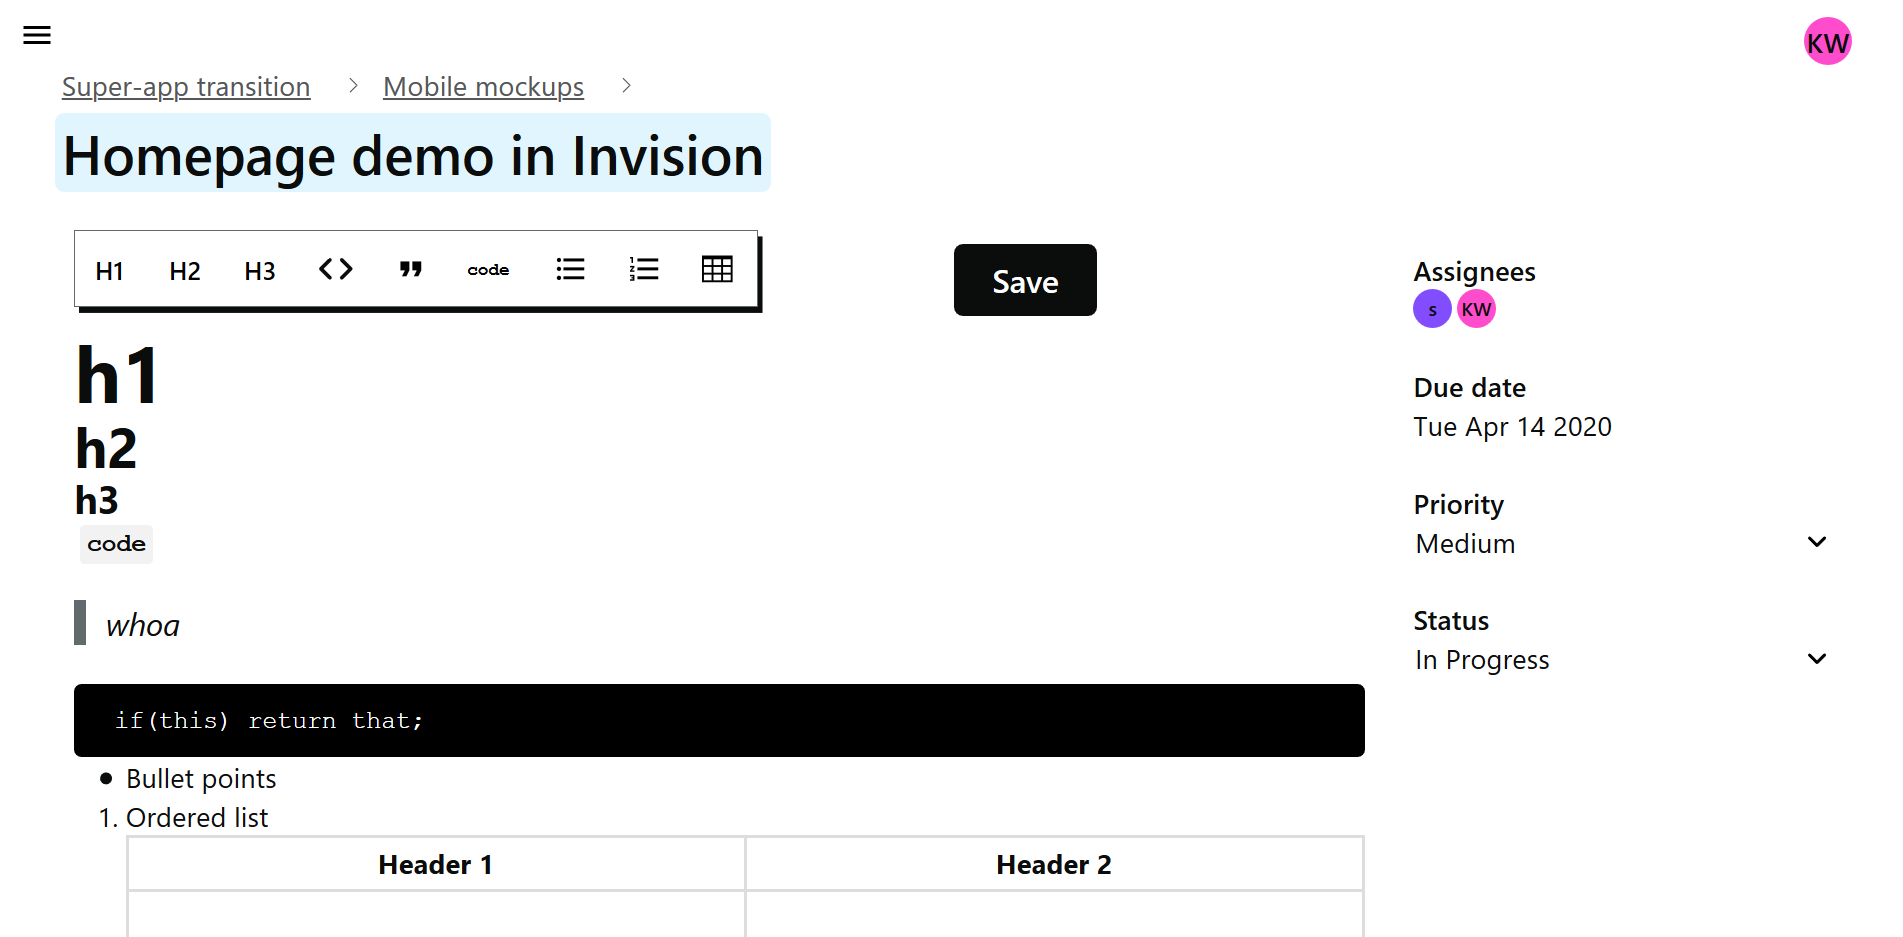 KW
Super-app transition > Mobile mockups >
Homepage demo in Invision
H1 H2 H3 <> " code
Save
h1
h2
h3
code
whoa
if(this) return that;
• Bullet points
1. Ordered list
Header 1 Header 2
Assignees
s KW
Due date
Tue Apr 14 2020
Priority
Medium
Status
In Progress